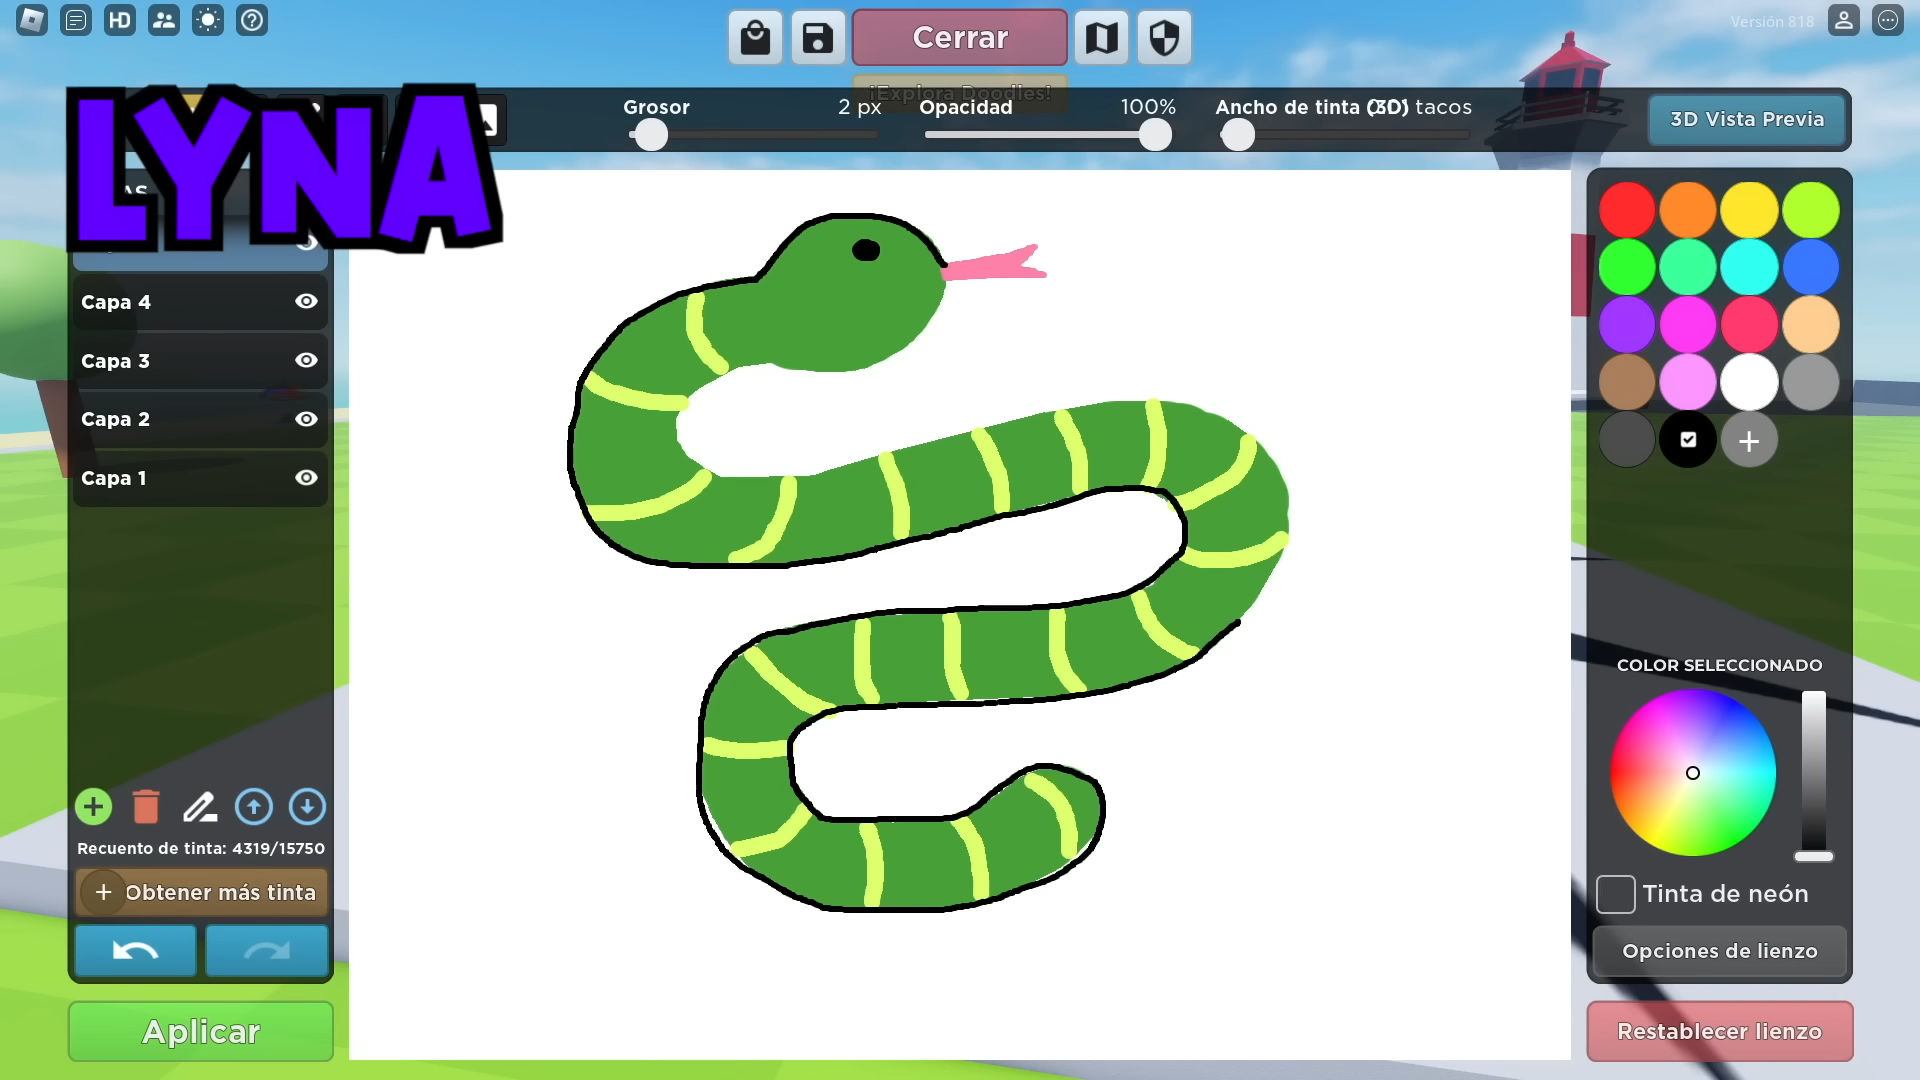 Cerrar
Versión 818
¡Explora Doodles!
LYNA
Grosor 2 px
Opacidad 100%
Ancho de tinta (3D) tacos
3D Vista Previa
Capa 4
Capa 3
Capa 2
Capa 1
COLOR SELECCIONADO
Recuento de tinta: 4319/15750
+ Obtener más tinta
Tinta de neón
Opciones de lienzo
Aplicar
Restablecer lienzo